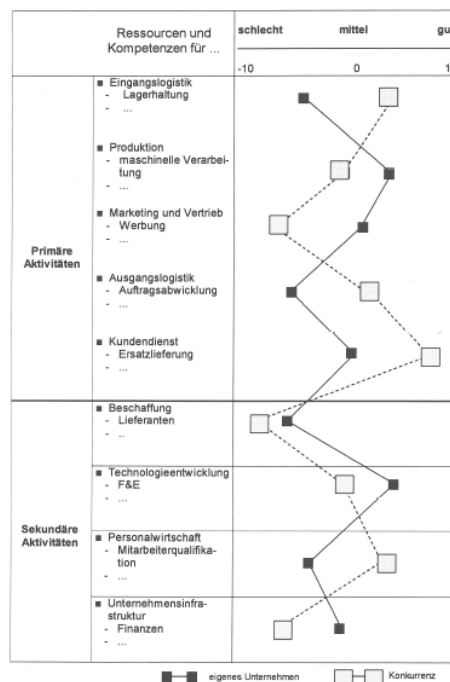 Ressourcen und
Kompetenzen für ...
schlecht mittel gu
-10 0 1
Primäre
Aktivitäten
■ Eingangslogistik
- Lagerhaltung
- ...
■ Produktion
- maschinelle Verarbei-
tung
- ...
■ Marketing und Vertrieb
- Werbung
- ...
■ Ausgangslogistik
- Auftragsabwicklung
- ...
■ Kundendienst
- Ersatzlieferung
- ...
Sekundäre
Aktivitäten
■ Beschaffung
- Lieferanten
- ..
■ Technologieentwicklung
- F&E
- ...
■ Personalwirtschaft
- Mitarbeiterqualifika-
tion
- ...
■ Unternehmensinfra-
struktur
- Finanzen
- ...
eigenes Unternehmen Konkurrenz